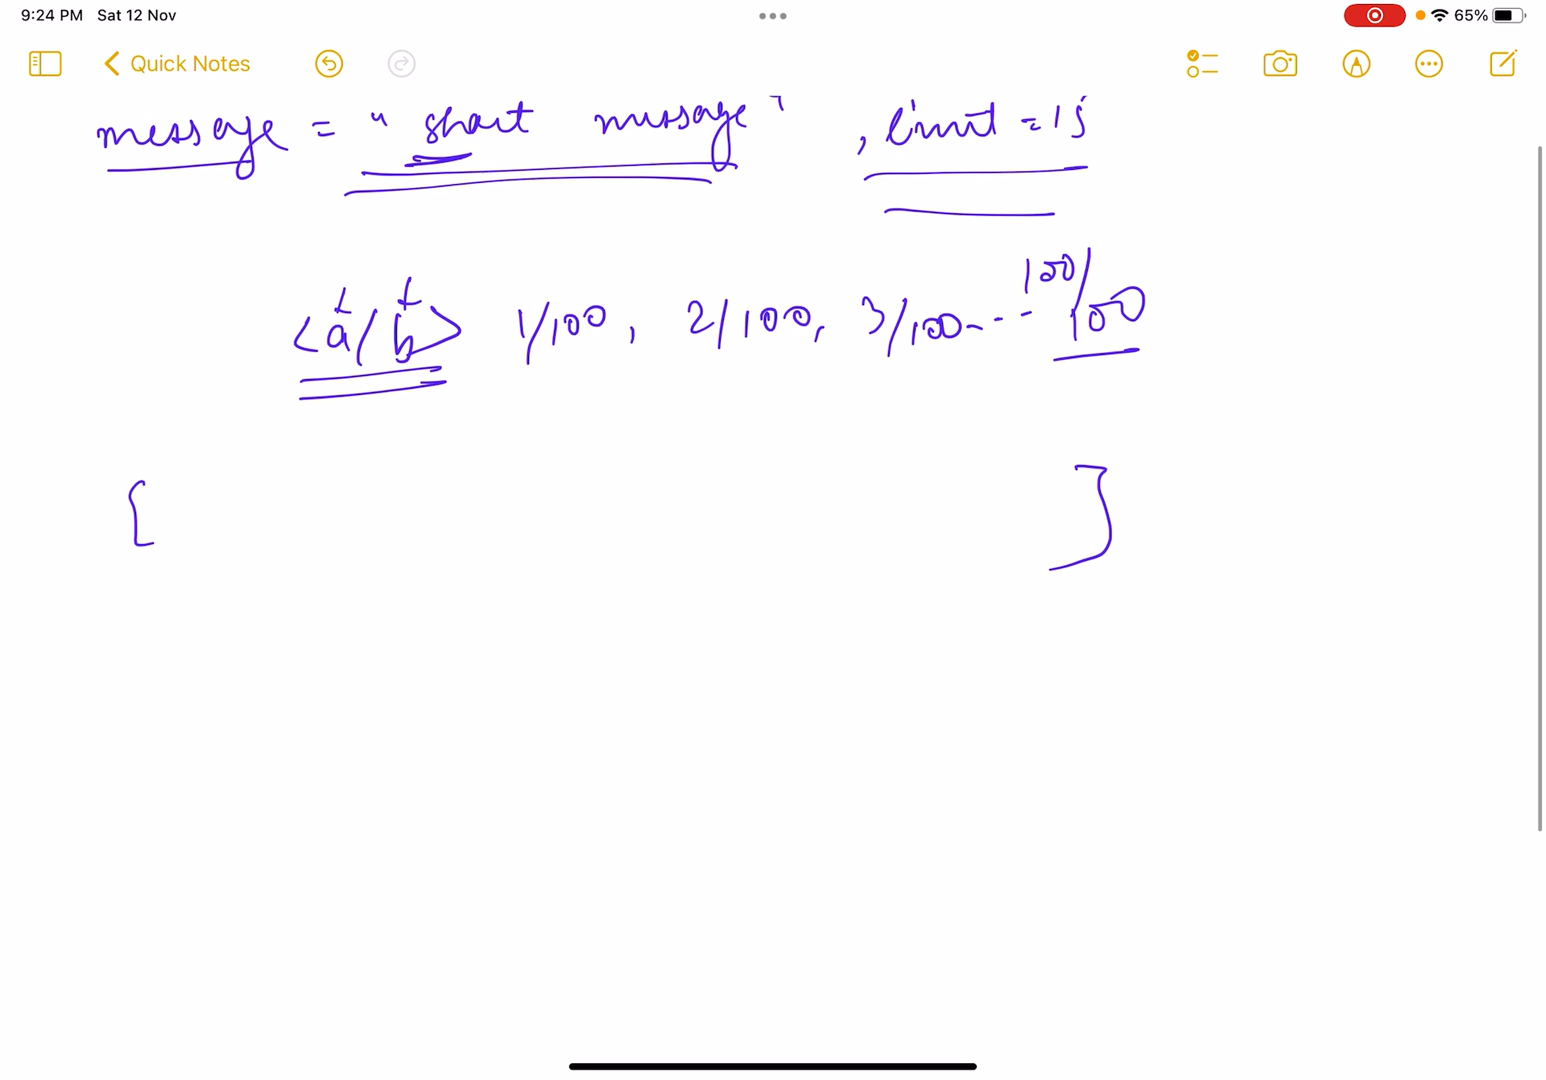 9:24 PM Sat 12 Nov
65%
Quick Notes
message = " short message " , limit = 15
<a/b> 1/100, 2/100, 3/100--- 100/100
[ ]